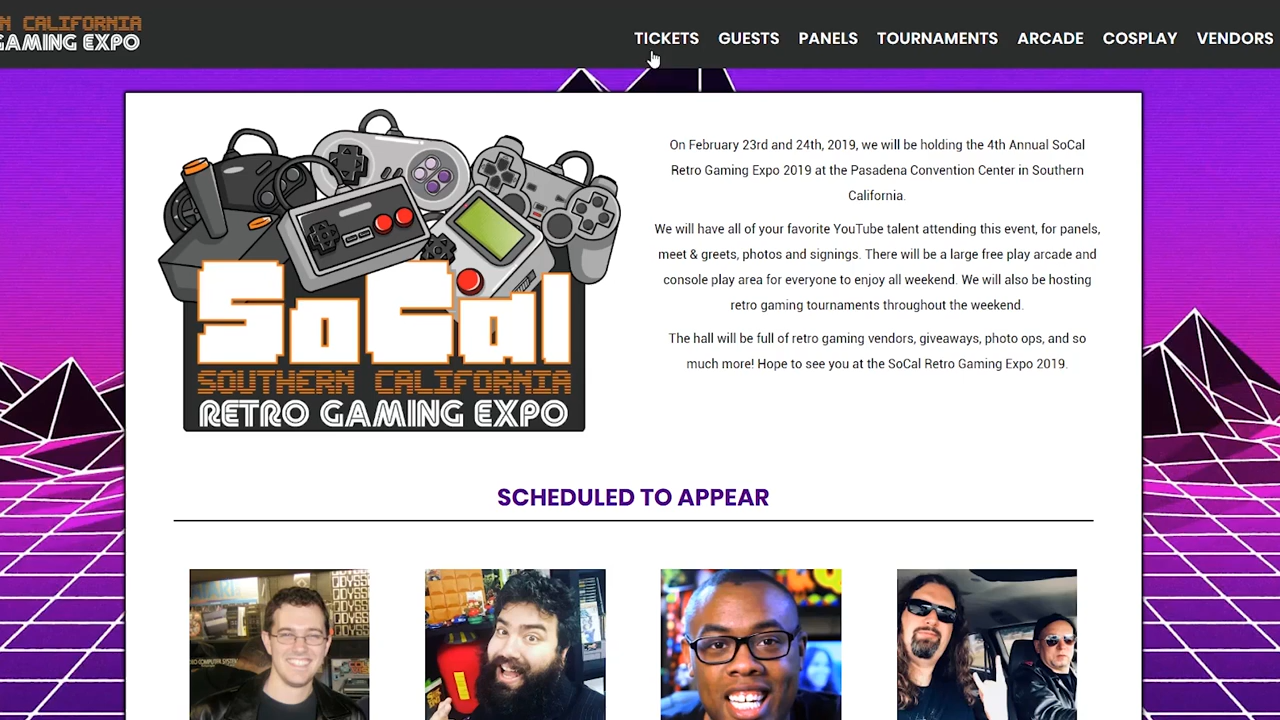 N CALIFORNIA
GAMING EXPO
TICKETS GUESTS PANELS TOURNAMENTS ARCADE COSPLAY VENDORS
On February 23rd and 24th, 2019, we will be holding the 4th Annual SoCal
Retro Gaming Expo 2019 at the Pasadena Convention Center in Southern
California.
We will have all of your favorite YouTube talent attending this event, for panels,
meet & greets, photos and signings. There will be a large free play arcade and
console play area for everyone to enjoy all weekend. We will also be hosting
retro gaming tournaments throughout the weekend.
The hall will be full of retro gaming vendors, giveaways, photo ops, and so
much more! Hope to see you at the SoCal Retro Gaming Expo 2019.
SoCal
SOUTHERN CALIFORNIA
RETRO GAMING EXPO
SCHEDULED TO APPEAR